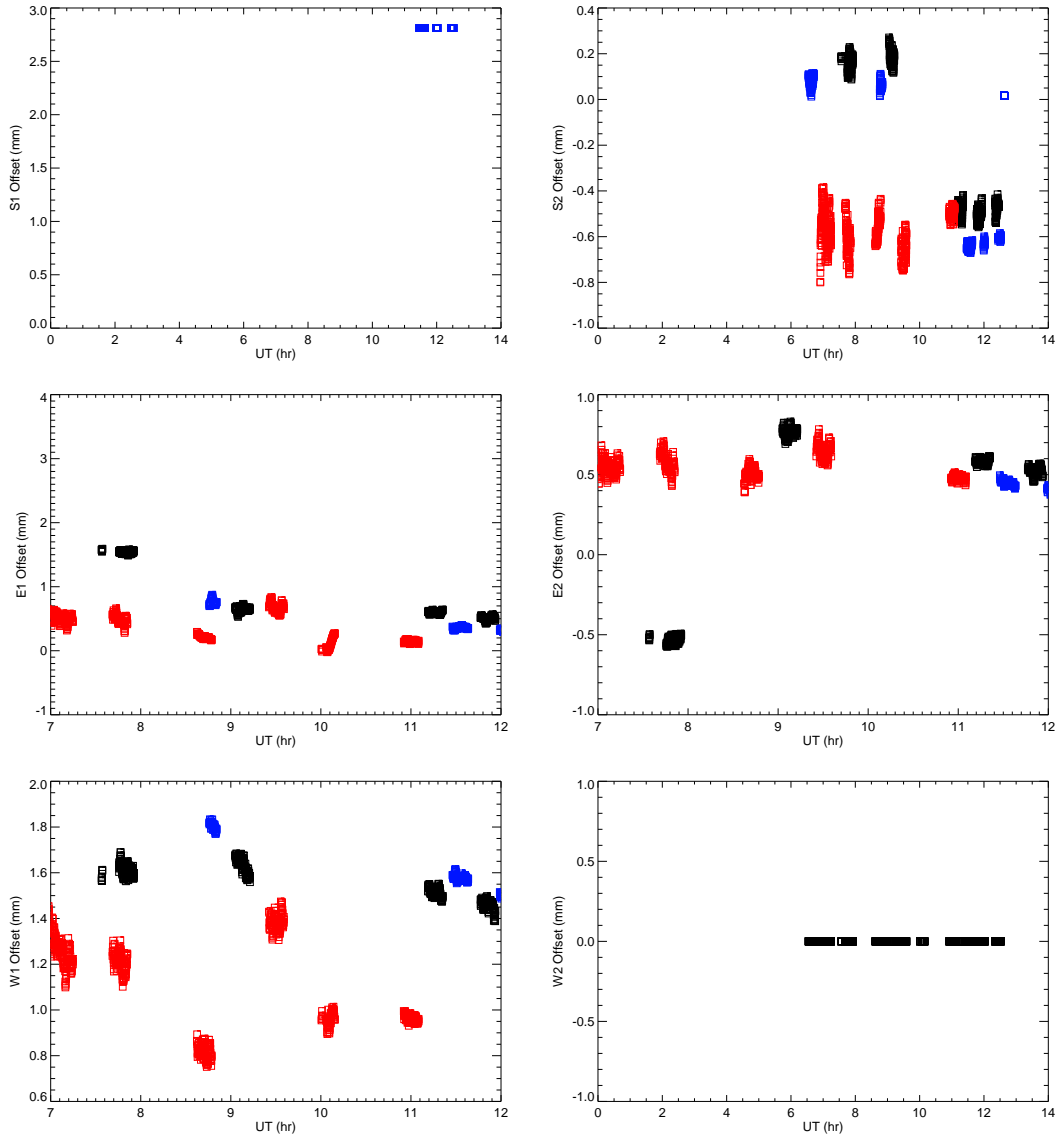 3.0
2.5
2.0
1.5
1.0
0.5
0.0
S1 Offset (mm)
0 2 4 6 8 10 12 14
UT (hr)
0.4
0.2
0.0
-0.2
-0.4
-0.6
-0.8
-1.0
S2 Offset (mm)
0 2 4 6 8 10 12 14
UT (hr)
4
3
2
1
0
-1
E1 Offset (mm)
7 8 9 10 11 12
UT (hr)
1.0
0.5
0.0
-0.5
-1.0
E2 Offset (mm)
7 8 9 10 11 12
UT (hr)
2.0
1.8
1.6
1.4
1.2
1.0
0.8
0.6
W1 Offset (mm)
7 8 9 10 11 12
UT (hr)
1.0
0.5
0.0
-0.5
-1.0
W2 Offset (mm)
0 2 4 6 8 10 12 14
UT (hr)